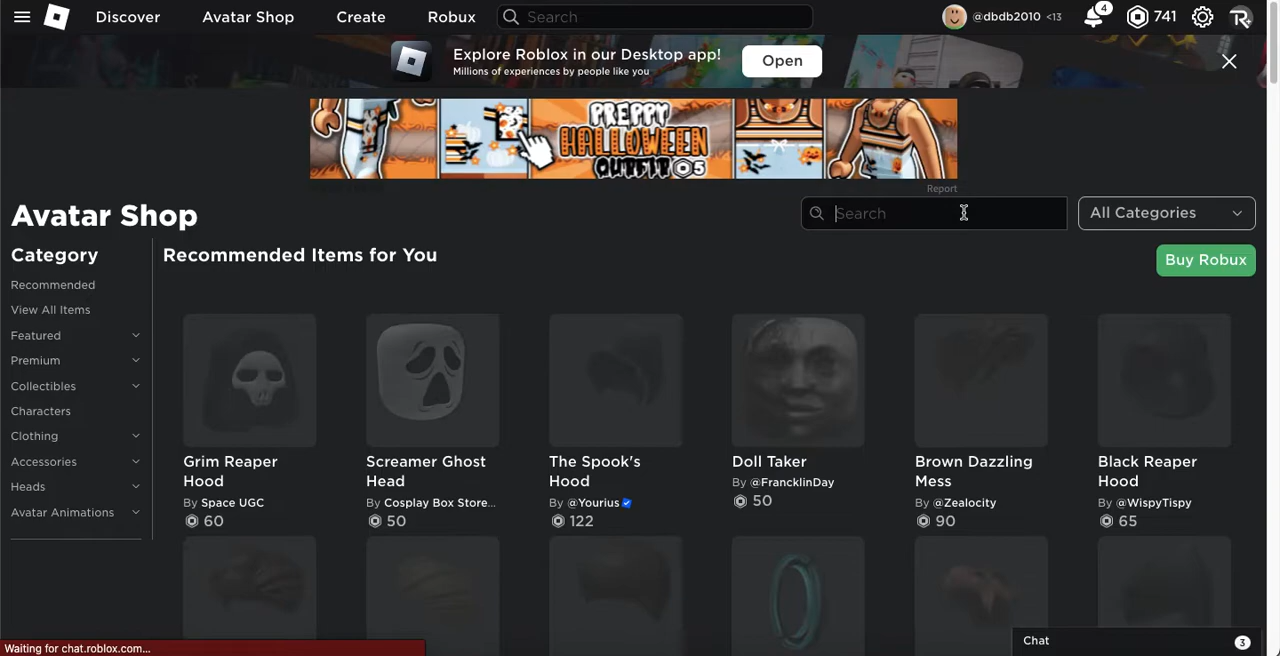 Discover
Avatar Shop
Create
Robux
Search
@dbdb2010 <13
4
741
Explore Roblox in our Desktop app!
Millions of experiences by people like you
Open
PREPPY
HALLOWEEN
OUTFIT 5
Report
Avatar Shop
Search
All Categories
Category
Recommended Items for You
Buy Robux
Recommended
View All Items
Featured
Premium
Collectibles
Characters
Clothing
Accessories
Heads
Avatar Animations
Grim Reaper
Hood
By Space UGC
60
Screamer Ghost
Head
By Cosplay Box Store...
50
The Spook's
Hood
By @Yourius
122
Doll Taker
By @FrancklinDay
50
Brown Dazzling
Mess
By @Zealocity
90
Black Reaper
Hood
By @WispyTispy
65
Waiting for chat.roblox.com...
Chat
3